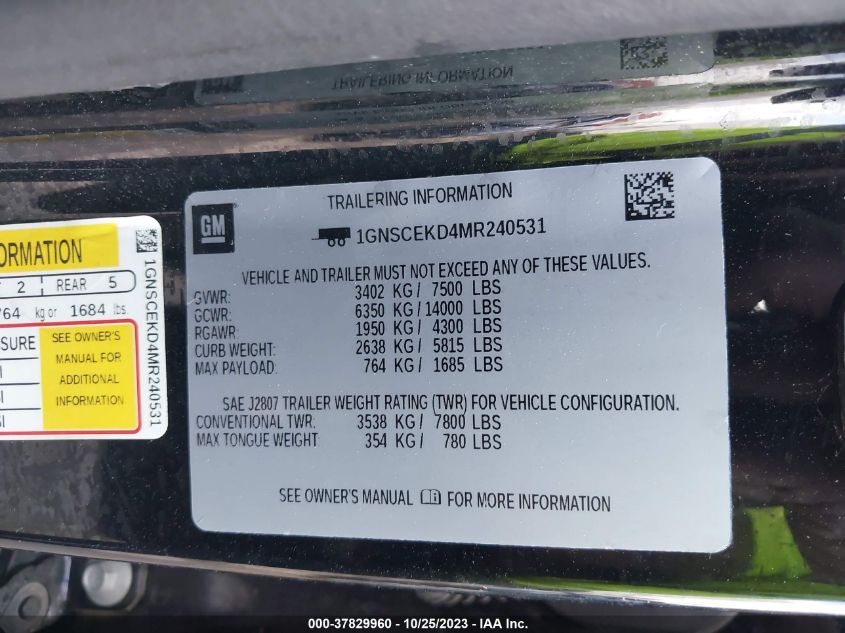 TRAILERING INFORMATION
TRAILERING INFORMATION
GM
1GNSCEKD4MR240531
VEHICLE AND TRAILER MUST NOT EXCEED ANY OF THESE VALUES.
GVWR: 3402 KG / 7500 LBS
GCWR: 6350 KG / 14000 LBS
RGAWR: 1950 KG / 4300 LBS
CURB WEIGHT: 2638 KG / 5815 LBS
MAX PAYLOAD: 764 KG / 1685 LBS
SAE J2807 TRAILER WEIGHT RATING (TWR) FOR VEHICLE CONFIGURATION.
CONVENTIONAL TWR: 3538 KG / 7800 LBS
MAX TONGUE WEIGHT: 354 KG / 780 LBS
SEE OWNER'S MANUAL FOR MORE INFORMATION
ORMATION
2 REAR 5
764 kg or 1684 lbs.
SURE
SEE OWNER'S
MANUAL FOR
ADDITIONAL
INFORMATION
1GNSCEKD4MR240531
000-37829960 - 10/25/2023 - IAA Inc.